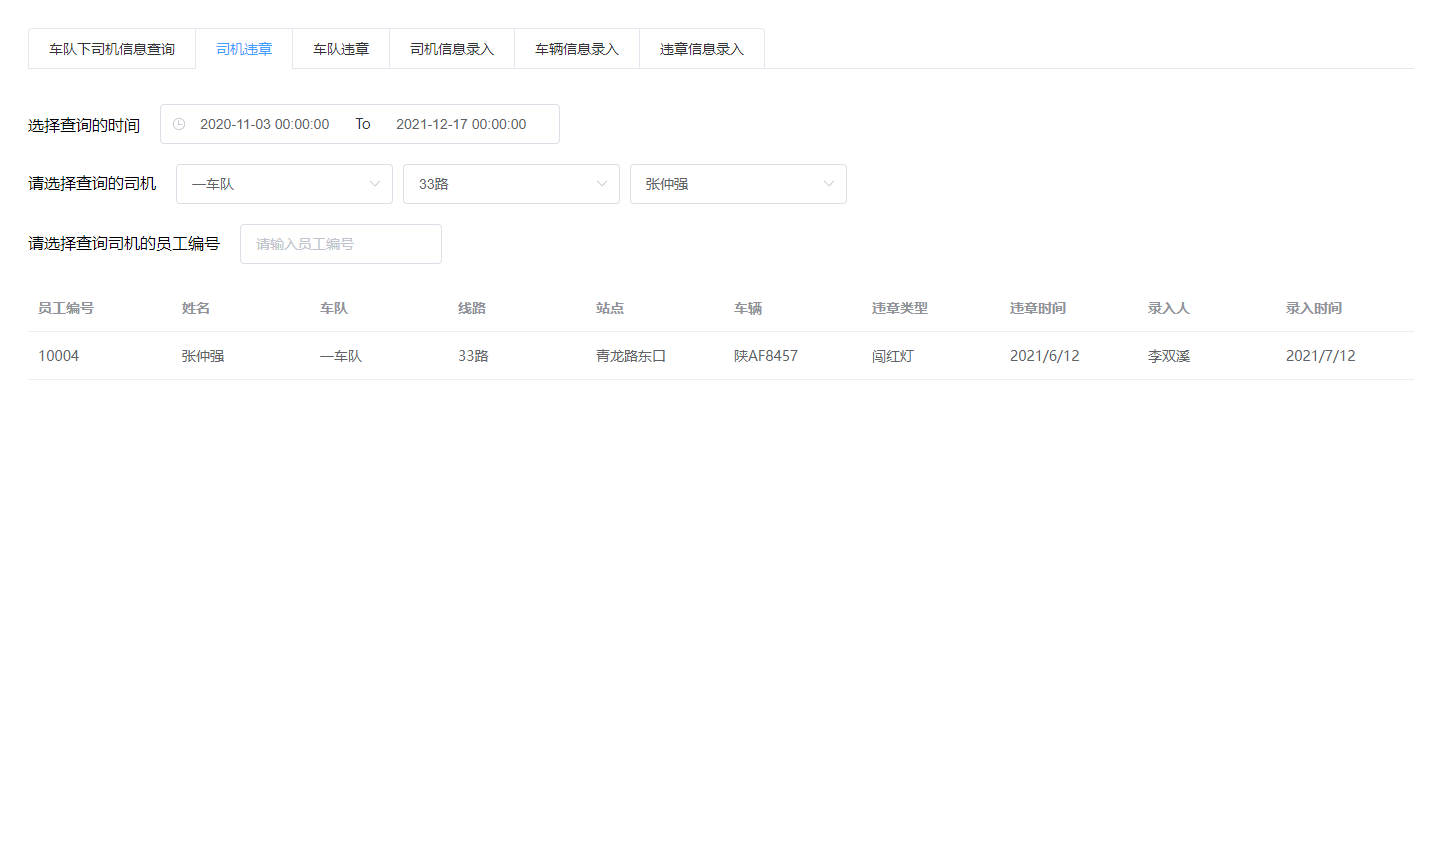 车队下司机信息查询 司机违章 车队违章 司机信息录入 车辆信息录入 违章信息录入
选择查询的时间 2020-11-03 00:00:00 To 2021-12-17 00:00:00
请选择查询的司机 一车队 33路 张仲强
请选择查询司机的员工编号 请输入员工编号
员工编号 姓名 车队 线路 站点 车辆 违章类型 违章时间 录入人 录入时间
10004 张仲强 一车队 33路 青龙路东口 陕AF8457 闯红灯 2021/6/12 李双溪 2021/7/12